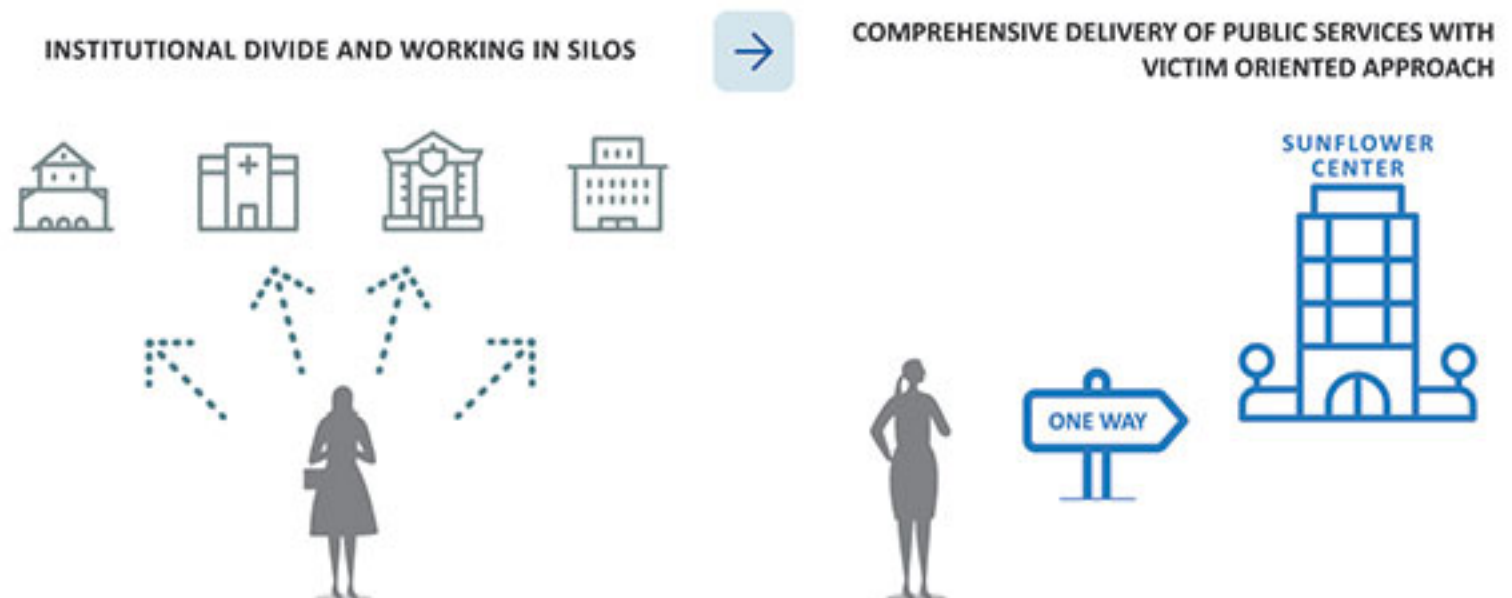 INSTITUTIONAL DIVIDE AND WORKING IN SILOS
COMPREHENSIVE DELIVERY OF PUBLIC SERVICES WITH
VICTIM ORIENTED APPROACH
SUNFLOWER
CENTER
ONE WAY